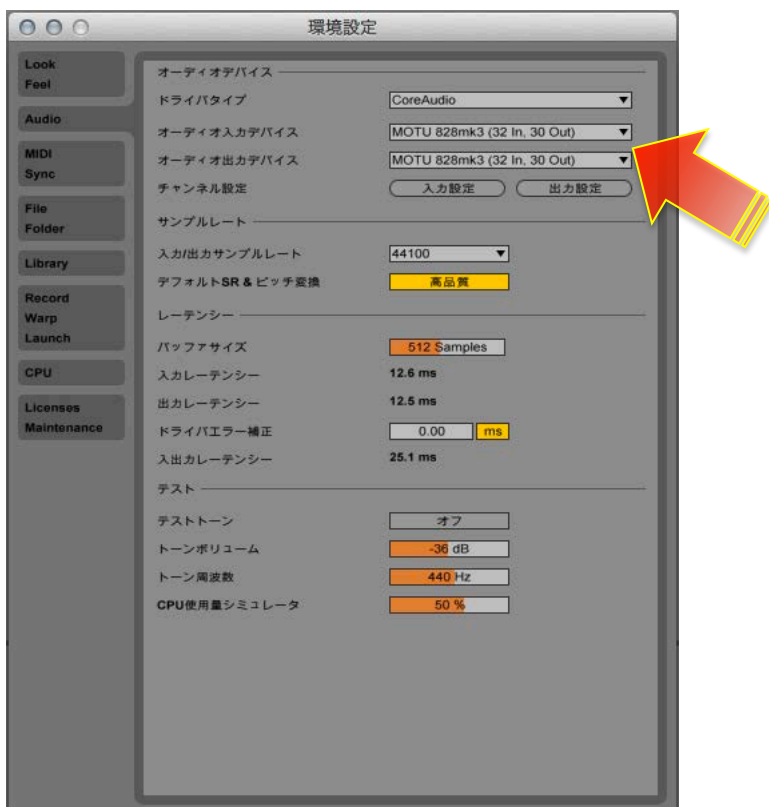 環境設定
Look
Feel
Audio
MIDI
Sync
File
Folder
Library
Record
Warp
Launch
CPU
Licenses
Maintenance
オーディオデバイス
ドライバタイプ CoreAudio
オーディオ入力デバイス MOTU 828mk3 (32 In, 30 Out)
オーディオ出力デバイス MOTU 828mk3 (32 In, 30 Out)
チャンネル設定 入力設定 出力設定
サンプルレート
入力/出力サンプルレート 44100
デフォルトSR & ピッチ変換 高品質
レーテンシー
バッファサイズ 512 Samples
入力レーテンシー 12.6 ms
出力レーテンシー 12.5 ms
ドライバエラー補正 0.00 ms
入出力レーテンシー 25.1 ms
テスト
テストトーン オフ
トーンボリューム -36 dB
トーン周波数 440 Hz
CPU使用量シミュレータ 50 %